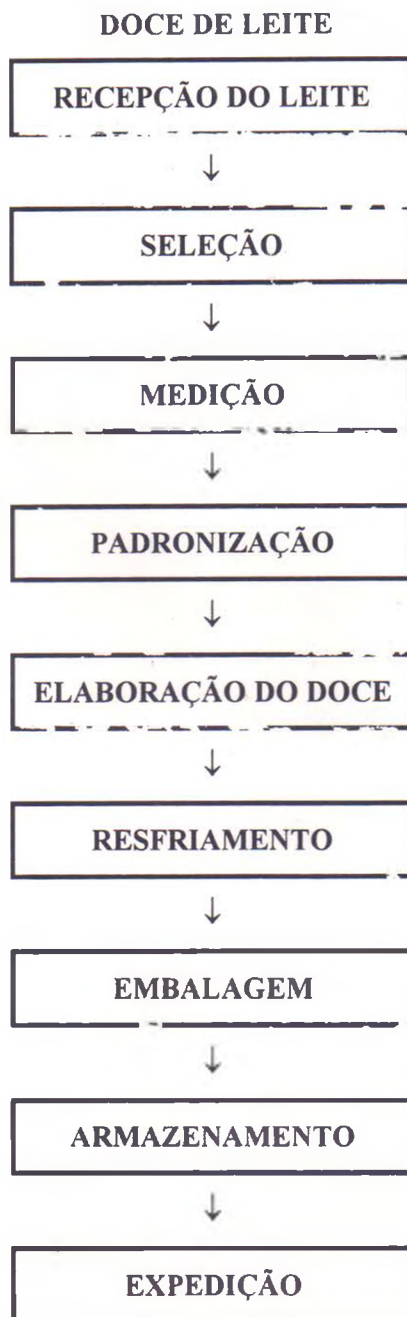 DOCE DE LEITE
RECEPÇÃO DO LEITE
↓
SELEÇÃO
↓
MEDIÇÃO
↓
PADRONIZAÇÃO
↓
ELABORAÇÃO DO DOCE
↓
RESFRIAMENTO
↓
EMBALAGEM
↓
ARMAZENAMENTO
↓
EXPEDIÇÃO